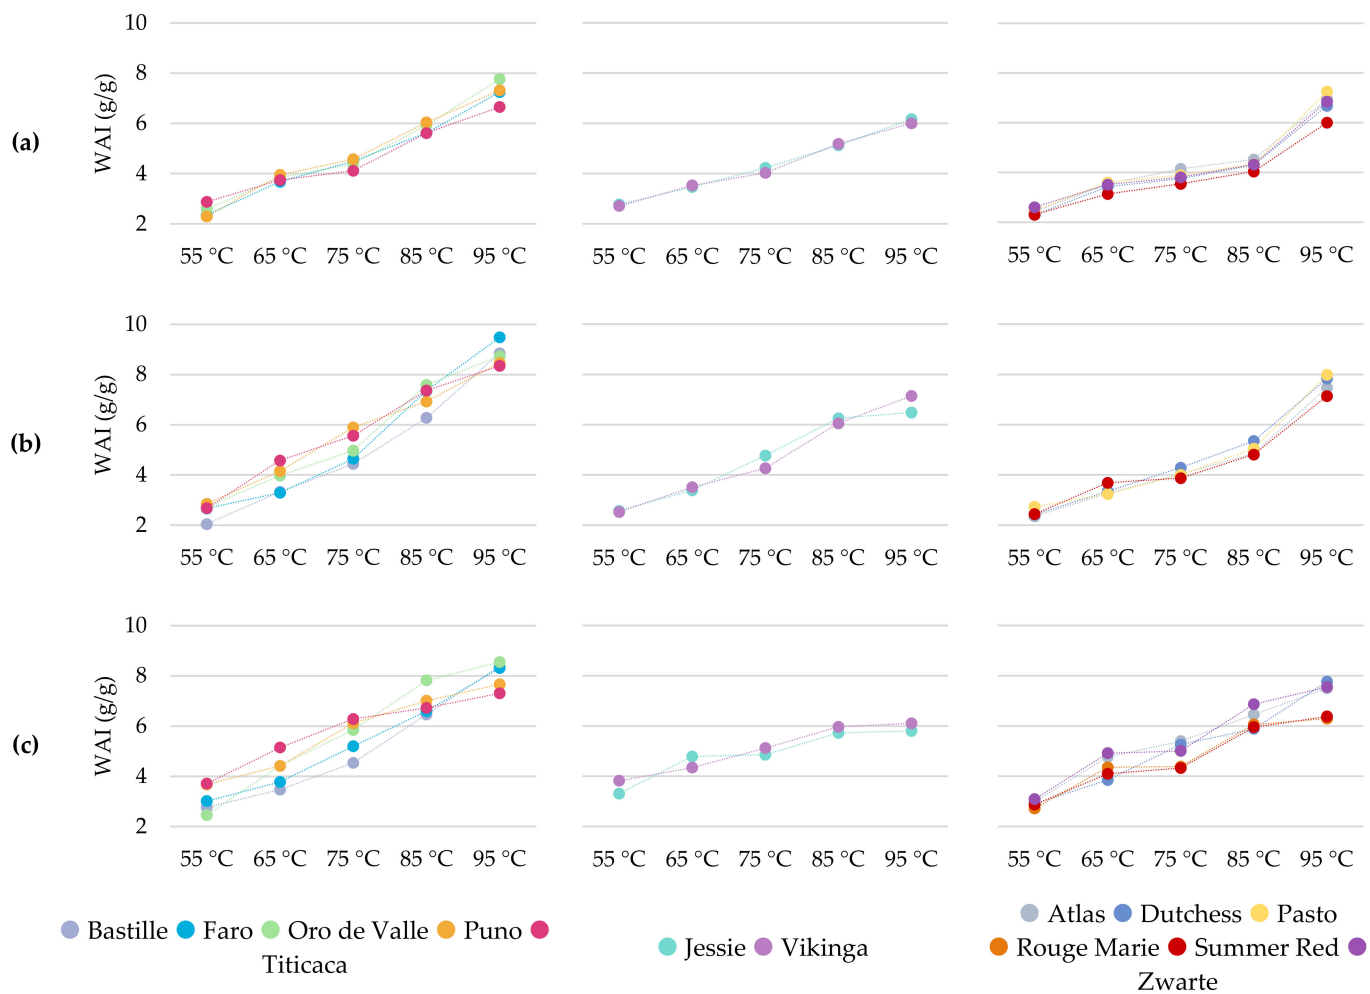 10
8
6
4
2
WAI (g/g)
(a)
55 °C 65 °C 75 °C 85 °C 95 °C
55 °C 65 °C 75 °C 85 °C 95 °C
55 °C 65 °C 75 °C 85 °C 95 °C
10
8
6
4
2
WAI (g/g)
(b)
55 °C 65 °C 75 °C 85 °C 95 °C
55 °C 65 °C 75 °C 85 °C 95 °C
55 °C 65 °C 75 °C 85 °C 95 °C
10
8
6
4
2
WAI (g/g)
(c)
55 °C 65 °C 75 °C 85 °C 95 °C
55 °C 65 °C 75 °C 85 °C 95 °C
55 °C 65 °C 75 °C 85 °C 95 °C
Bastille Faro Oro de Valle Puno
Titicaca
Jessie Vikinga
Atlas Dutchess Pasto
Rouge Marie Summer Red
Zwarte